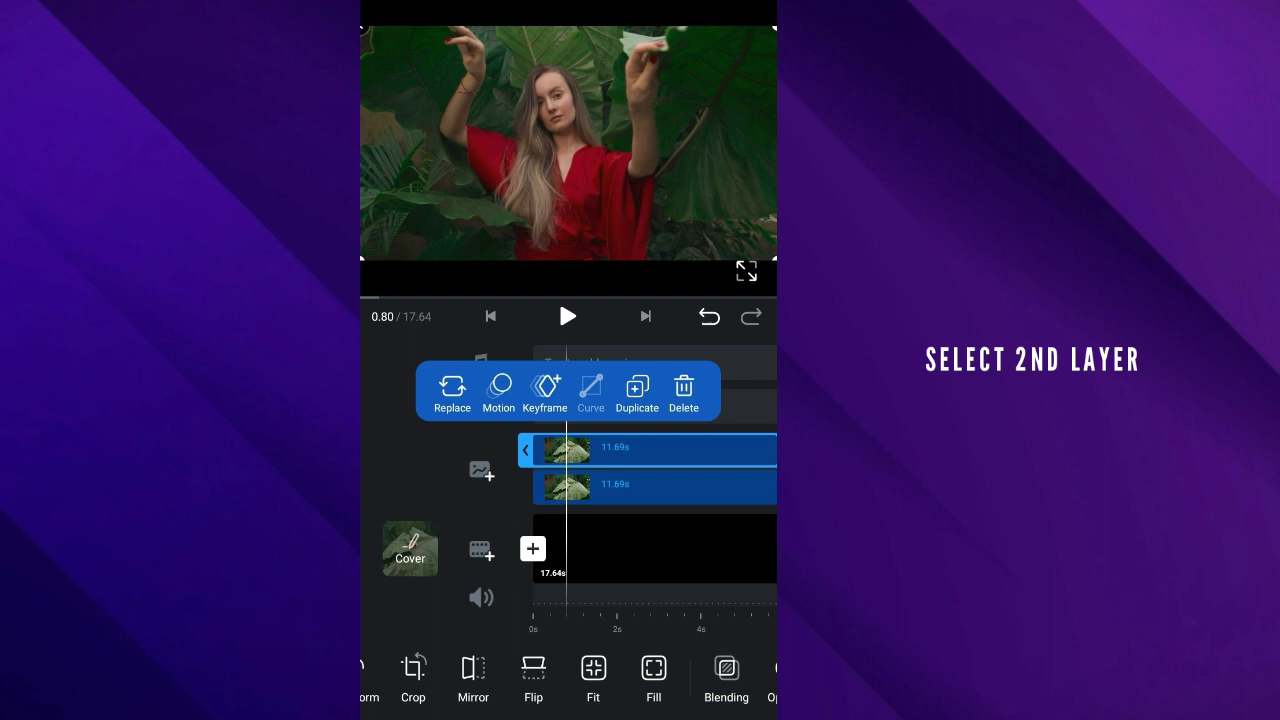 0.80 / 17.64
Replace
Motion
Keyframe
Curve
Duplicate
Delete
11.69s
11.69s
Cover
17.64s
0s
2s
4s
orm
Crop
Mirror
Flip
Fit
Fill
Blending
SELECT 2ND LAYER